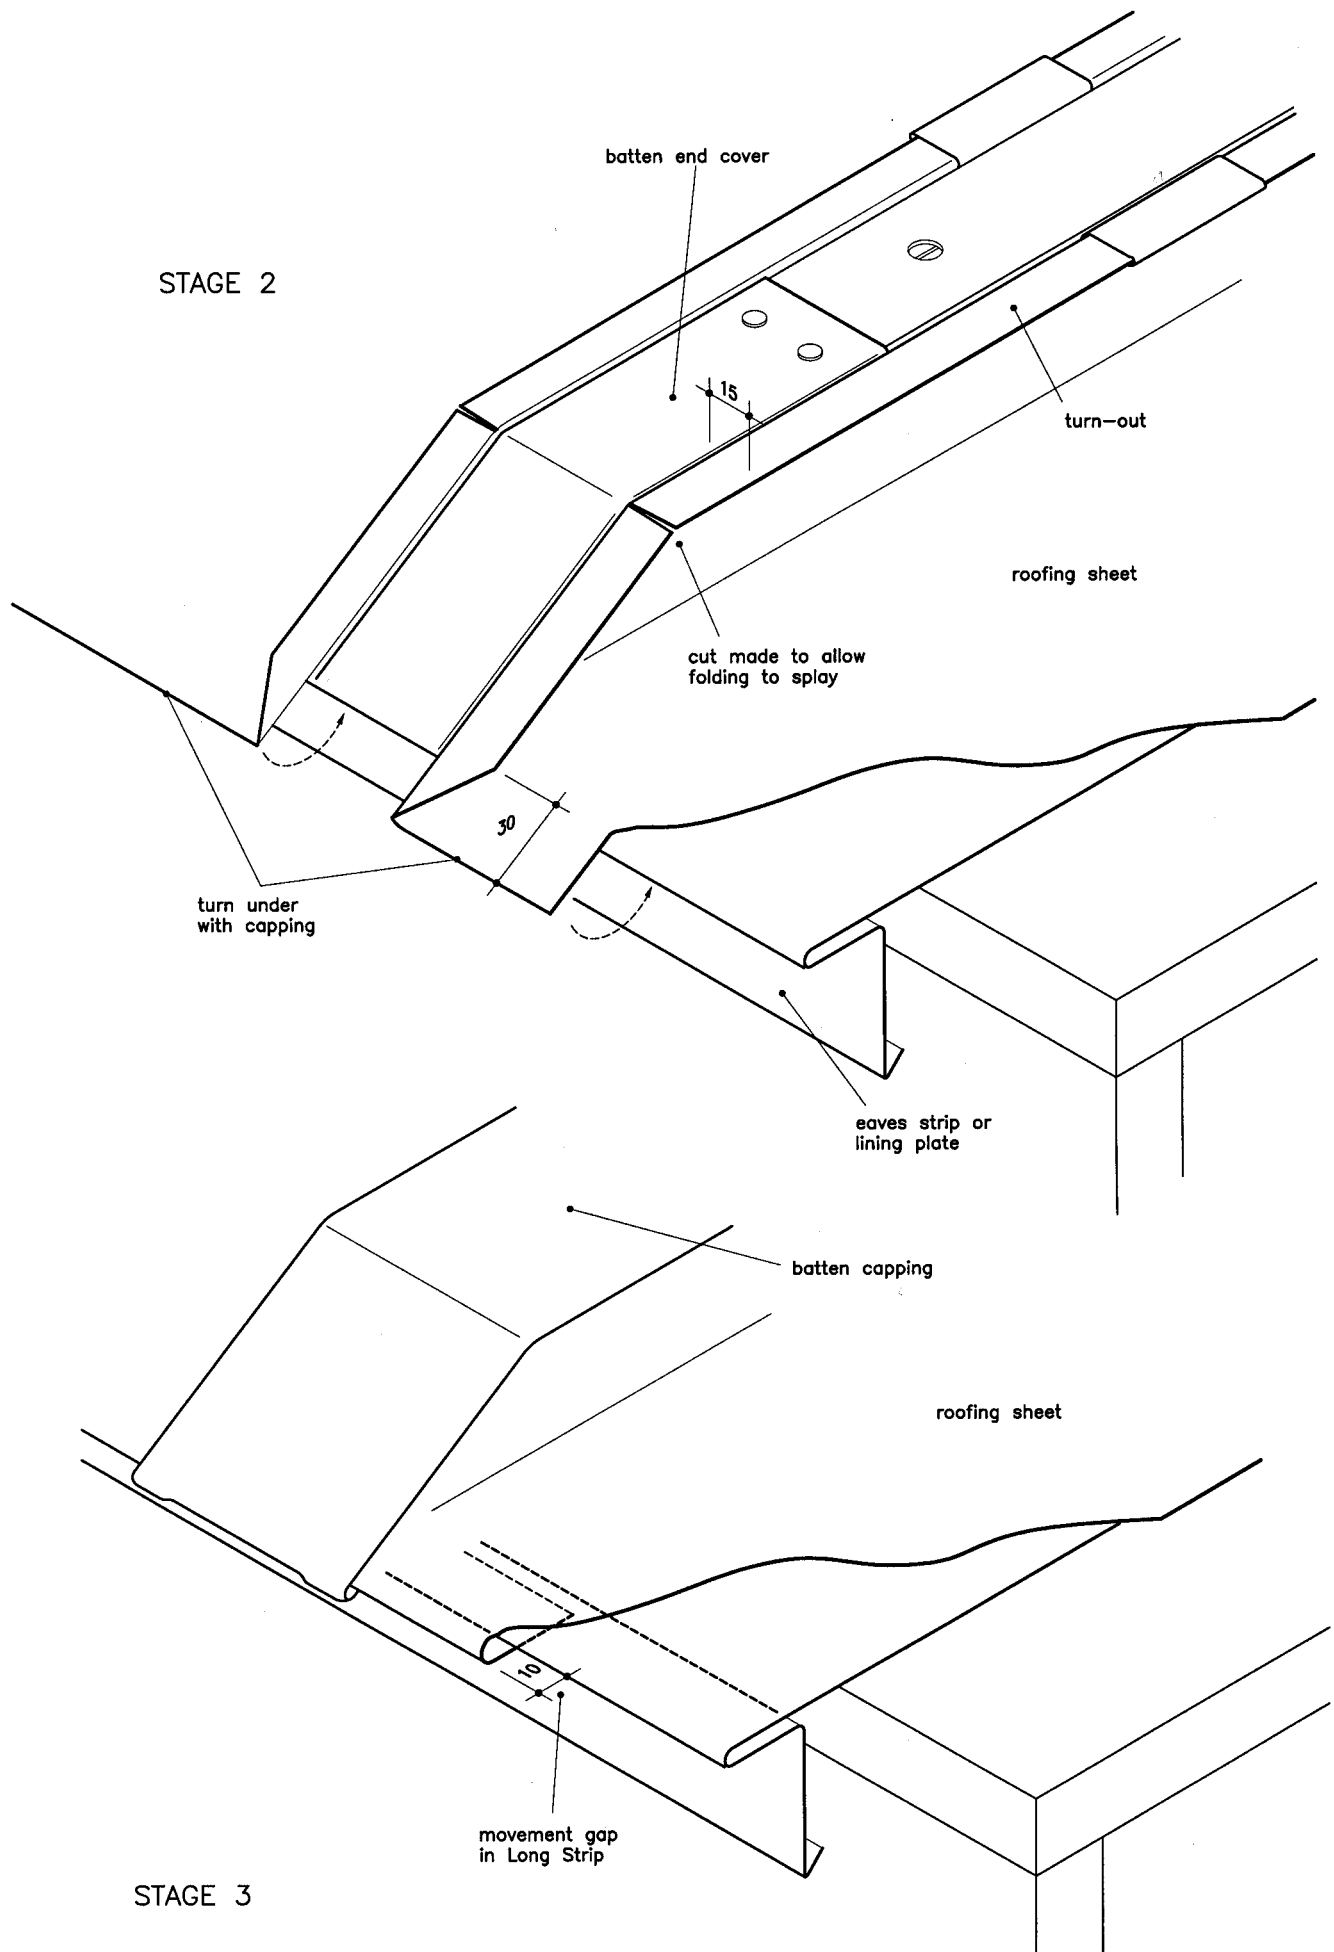 batten end cover
STAGE 2
15
turn-out
roofing sheet
cut made to allow
folding to splay
30
turn under
with capping
eaves strip or
lining plate
batten capping
roofing sheet
10
movement gap
in Long Strip
STAGE 3